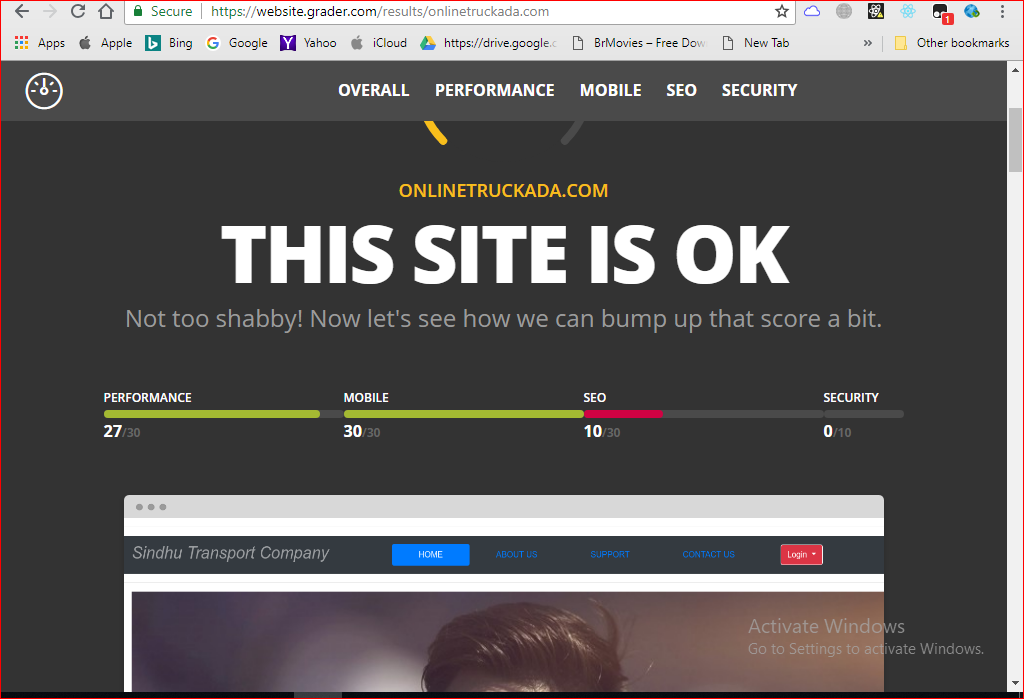 Secure https://website.grader.com/results/onlinetruckada.com
1
Apps Apple Bing Google Yahoo iCloud https://drive.google.c BrMovies – Free Dow New Tab » Other bookmarks
OVERALL PERFORMANCE MOBILE SEO SECURITY
ONLINETRUCKADA.COM
THIS SITE IS OK
Not too shabby! Now let's see how we can bump up that score a bit.
PERFORMANCE MOBILE SEO SECURITY
27/30 30/30 10/30 0/10
Sindhu Transport Company HOME ABOUT US SUPPORT CONTACT US Login
Activate Windows
Go to Settings to activate Windows.